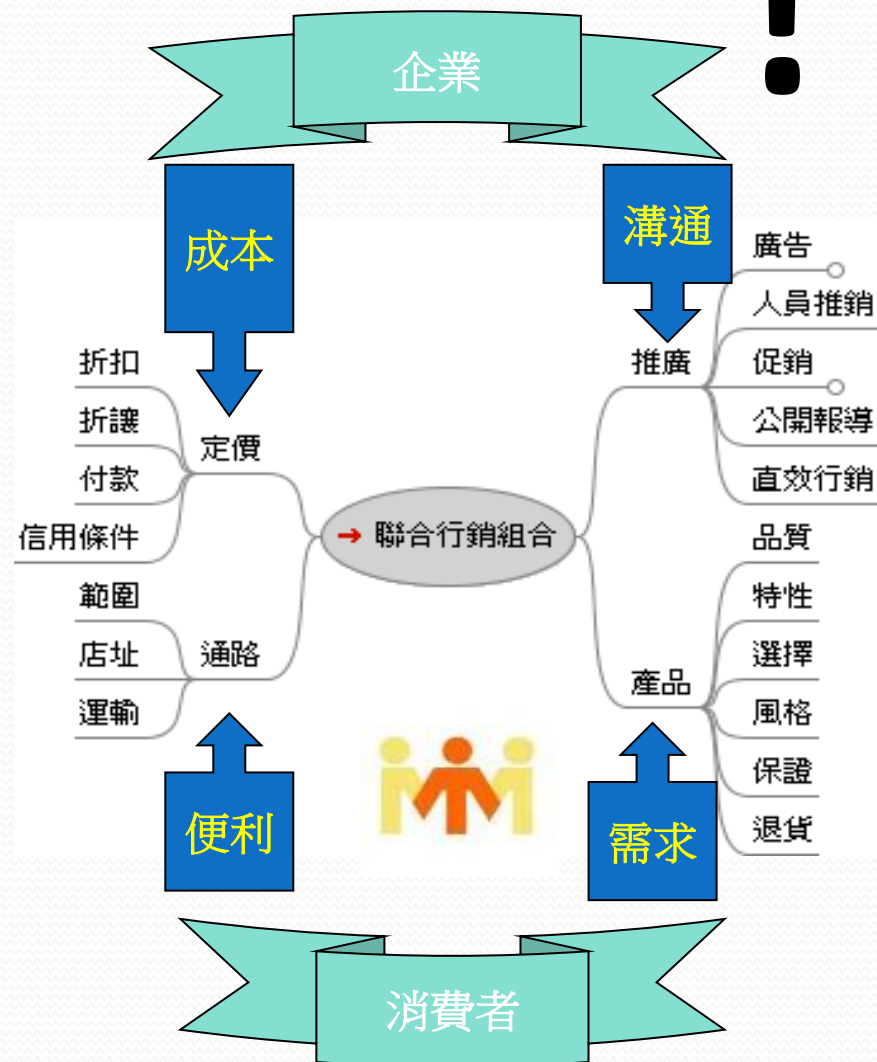 !
企業
成本
溝通
廣告
人員推銷
促銷
公開報導
直效行銷
推廣
折扣
折讓
付款
信用條件
定價
→ 聯合行銷組合
範圍
店址
運輸
通路
產品
品質
特性
選擇
風格
保證
退貨
便利
需求
消費者